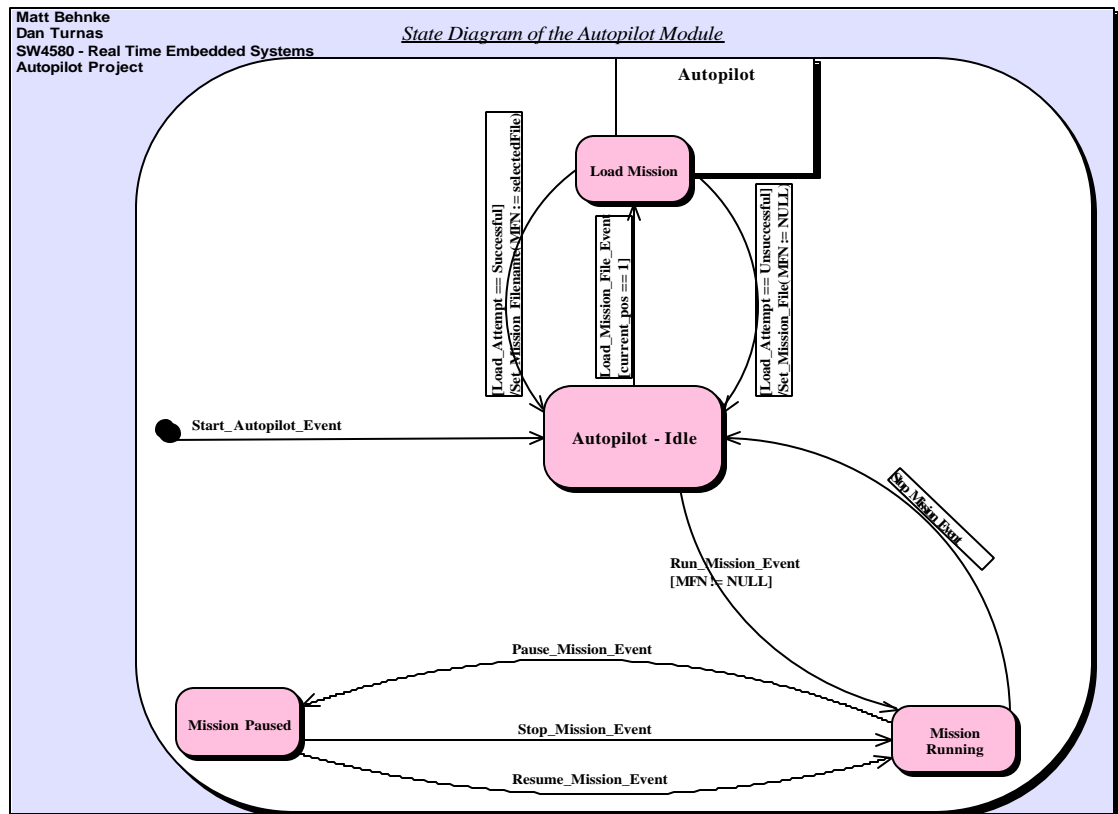 Matt Behnke
Dan Turnas
SW4580 - Real Time Embedded Systems
Autopilot Project
State Diagram of the Autopilot Module
Autopilot
Load Mission
[Load_Attempt == Successful]
/Set_Mission_Filename(MFN := selectedFile)
Load_Mission_File_Event
[current_pos == 1]
[Load_Attempt == Unsuccessful]
/Set_Mission_File(MFN := NULL)
Start_Autopilot_Event
Autopilot - Idle
Stop_Mission_Event
Run_Mission_Event
[MFN != NULL]
Pause_Mission_Event
Mission Paused
Stop_Mission_Event
Mission
Running
Resume_Mission_Event